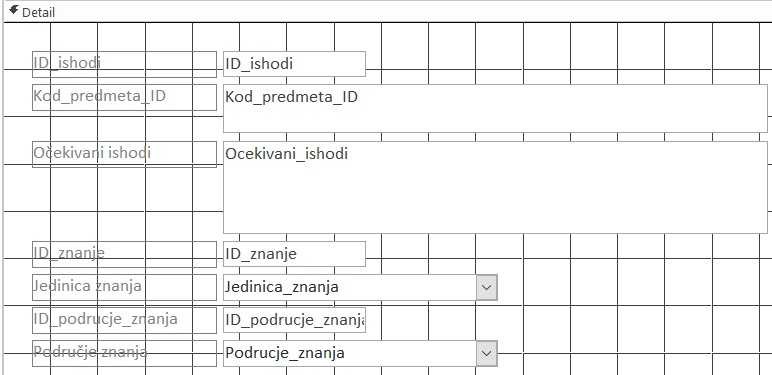 Detail
ID_ishodi ID_ishodi
Kod_predmeta_ID Kod_predmeta_ID
Očekivani ishodi Ocekivani_ishodi
ID_znanje ID_znanje
Jedinica znanja Jedinica_znanja
ID_podrucje_znanja ID_podrucje_znanja
Područje znanja Podrucje_znanja